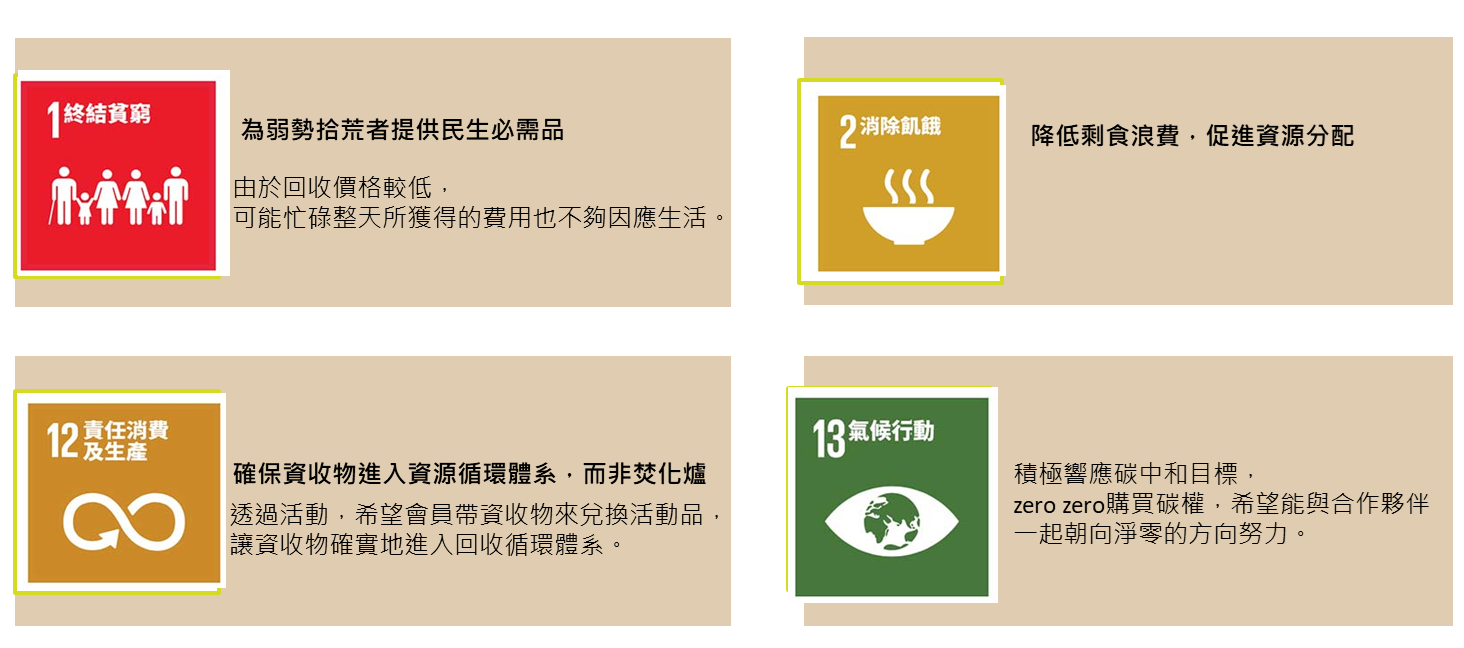 1 終結貧窮
為弱勢拾荒者提供民生必需品
由於回收價格較低，
可能忙碌整天所獲得的費用也不夠因應生活。
2 消除飢餓
降低剩食浪費，促進資源分配
12 責任消費
及生產
確保資收物進入資源循環體系，而非焚化爐
透過活動，希望會員帶資收物來兌換活動品，
讓資收物確實地進入回收循環體系。
13 氣候行動
積極響應碳中和目標，
zero zero購買碳權，希望能與合作夥伴
一起朝向淨零的方向努力。